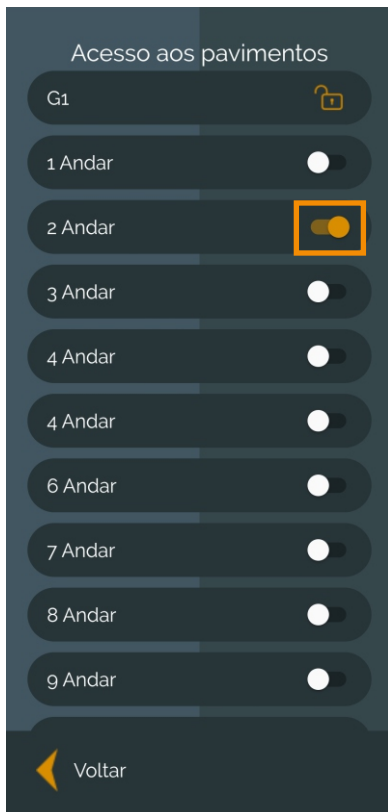 Acesso aos pavimentos
G1
1 Andar
2 Andar
3 Andar
4 Andar
4 Andar
6 Andar
7 Andar
8 Andar
9 Andar
Voltar